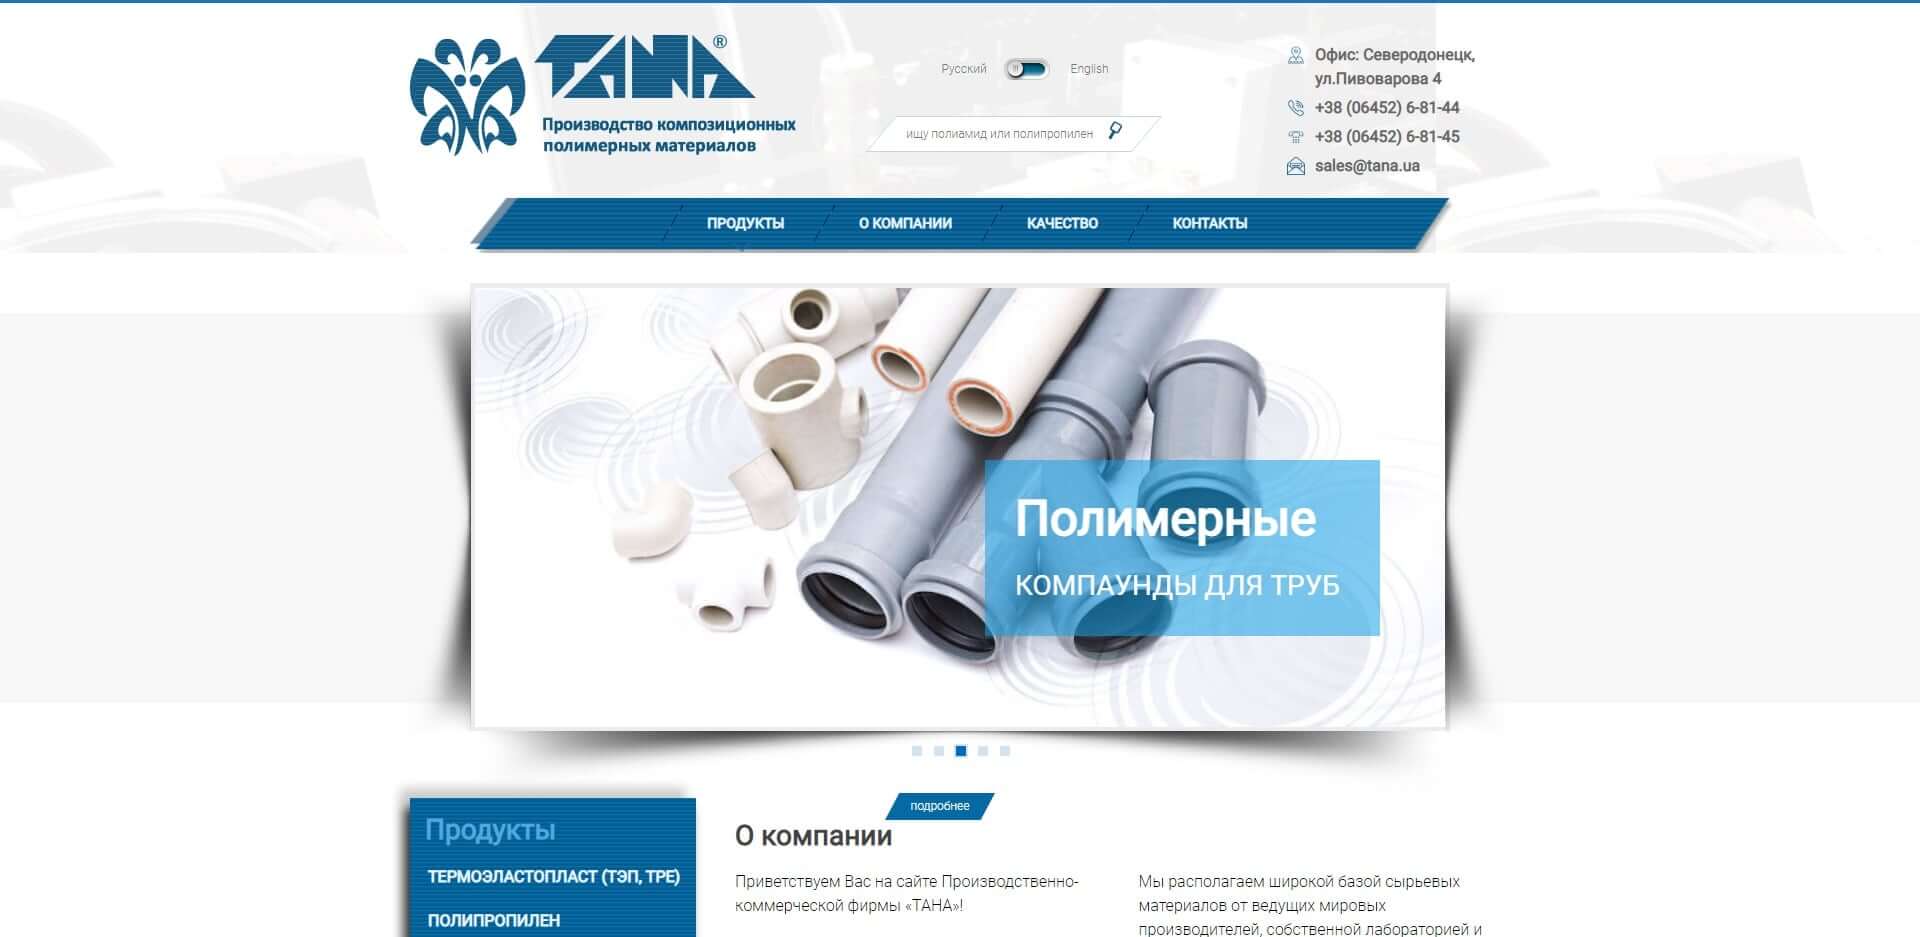 ТАНА®
Производство композиционных
полимерных материалов
Русский
English
ищу полиамид или полипропилен
Офис: Северодонецк,
ул.Пивоварова 4
+38 (06452) 6-81-44
+38 (06452) 6-81-45
sales@tana.ua
ПРОДУКТЫ
О КОМПАНИИ
КАЧЕСТВО
КОНТАКТЫ
Полимерные
КОМПАУНДЫ ДЛЯ ТРУБ
Продукты
ТЕРМОЭЛАСТОПЛАСТ (ТЭП, TPE)
ПОЛИПРОПИЛЕН
подробнее
О компании
Приветствуем Вас на сайте Производственно-
коммерческой фирмы «ТАНА»!
Мы располагаем широкой базой сырьевых
материалов от ведущих мировых
производителей, собственной лабораторией и